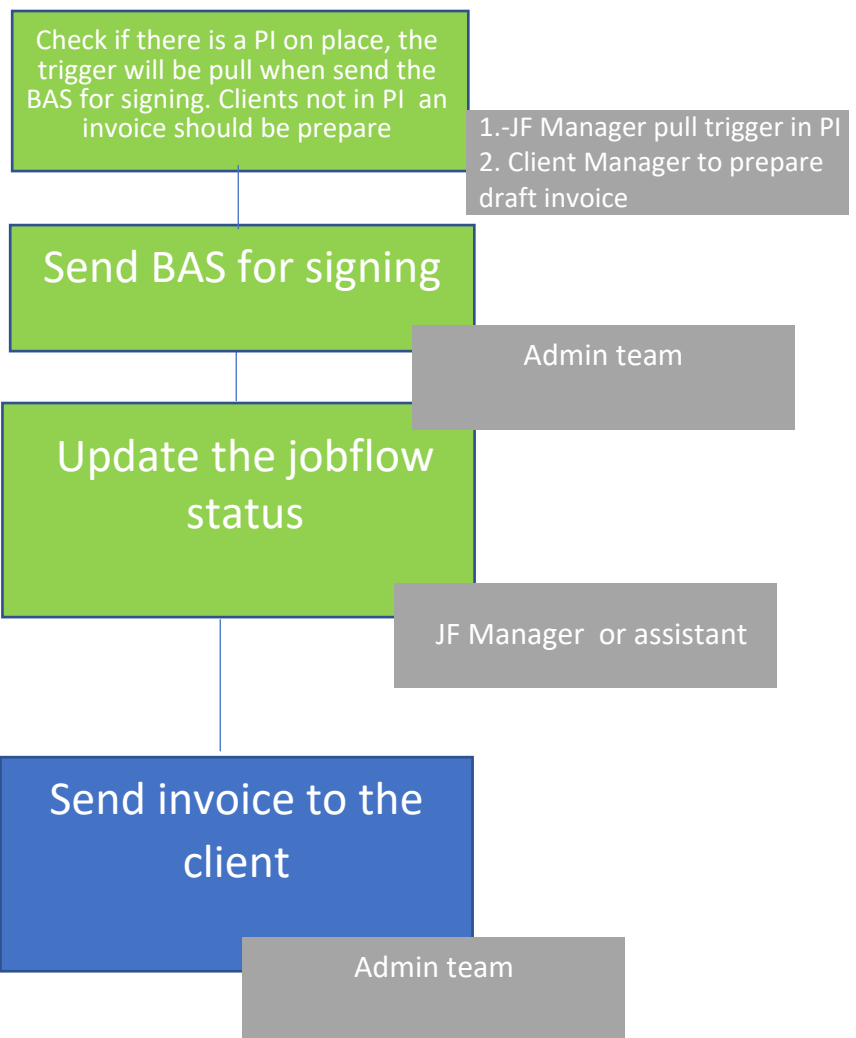 Check if there is a PI on place, the
trigger will be pull when send the
BAS for signing. Clients not in PI  an
invoice should be prepare
1.-JF Manager pull trigger in PI
2. Client Manager to prepare
draft invoice
Send BAS for signing
Admin team
Update the jobflow
status
JF Manager  or assistant
Send invoice to the
client
Admin team